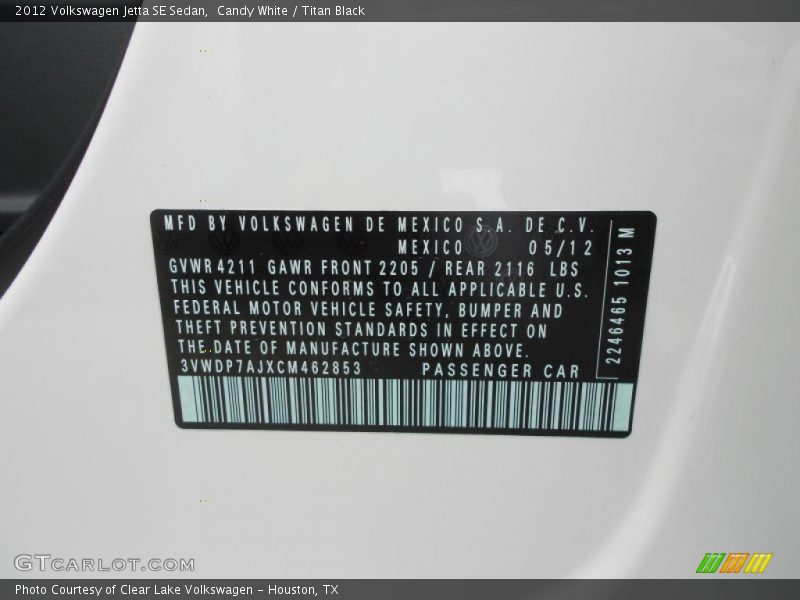 2012 Volkswagen Jetta SE Sedan,  Candy White / Titan Black
MFD BY VOLKSWAGEN DE MEXICO S.A. DE C.V.
MEXICO 05/12
GVWR 4211 GAWR FRONT 2205 / REAR 2116 LBS
THIS VEHICLE CONFORMS TO ALL APPLICABLE U.S.
FEDERAL MOTOR VEHICLE SAFETY, BUMPER AND
THEFT PREVENTION STANDARDS IN EFFECT ON
THE DATE OF MANUFACTURE SHOWN ABOVE.
3VWDP7AJXCM462853 PASSENGER CAR
2246465 1013 M
GTCARLOT.COM
Photo Courtesy of Clear Lake Volkswagen – Houston, TX